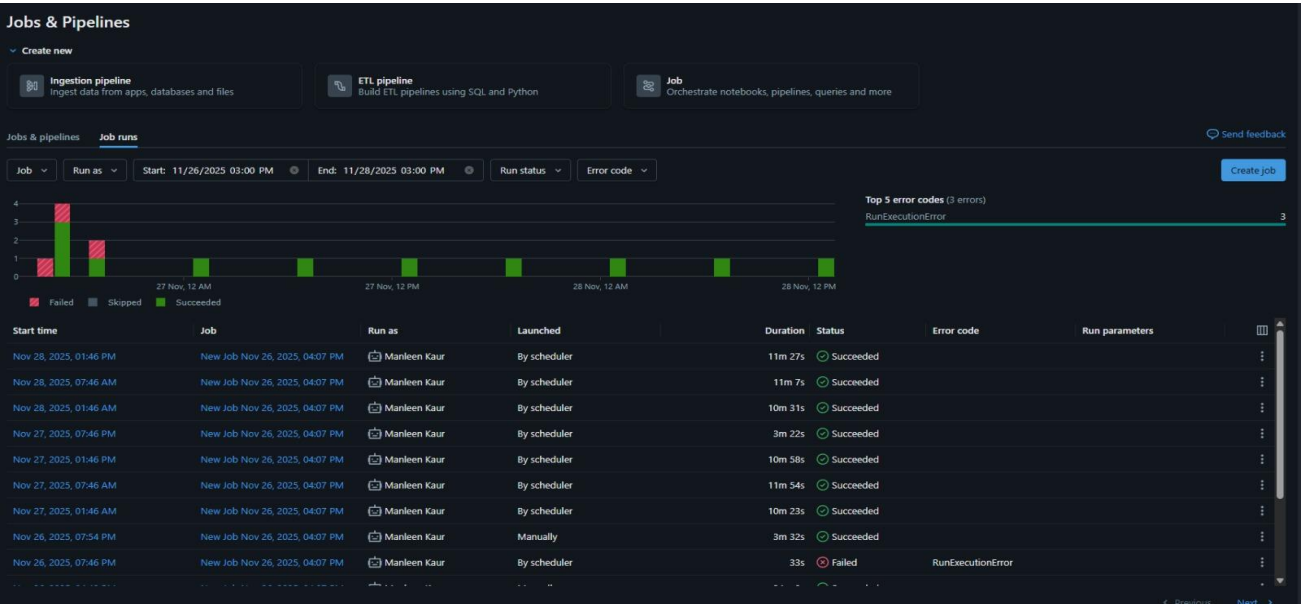 Jobs & Pipelines
Create new
Ingestion pipeline
Ingest data from apps, databases and files
ETL pipeline
Build ETL pipelines using SQL and Python
Job
Orchestrate notebooks, pipelines, queries and more
Jobs & pipelines Job runs Send feedback
Job Run as Start: 11/26/2025 03:00 PM End: 11/28/2025 03:00 PM Run status Error code Create job
Top 5 error codes (3 errors)
RunExecutionError 3
4
3
2
1
0
27 Nov, 12 AM 27 Nov, 12 PM 28 Nov, 12 AM 28 Nov, 12 PM
Failed Skipped Succeeded
Start time Job Run as Launched Duration Status Error code Run parameters
Nov 28, 2025, 01:46 PM New Job Nov 26, 2025, 04:07 PM Manleen Kaur By scheduler 11m 27s Succeeded
Nov 28, 2025, 07:46 AM New Job Nov 26, 2025, 04:07 PM Manleen Kaur By scheduler 11m 7s Succeeded
Nov 28, 2025, 01:46 AM New Job Nov 26, 2025, 04:07 PM Manleen Kaur By scheduler 10m 31s Succeeded
Nov 27, 2025, 07:46 PM New Job Nov 26, 2025, 04:07 PM Manleen Kaur By scheduler 3m 22s Succeeded
Nov 27, 2025, 01:46 PM New Job Nov 26, 2025, 04:07 PM Manleen Kaur By scheduler 10m 58s Succeeded
Nov 27, 2025, 07:46 AM New Job Nov 26, 2025, 04:07 PM Manleen Kaur By scheduler 11m 54s Succeeded
Nov 27, 2025, 01:46 AM New Job Nov 26, 2025, 04:07 PM Manleen Kaur By scheduler 10m 23s Succeeded
Nov 26, 2025, 07:54 PM New Job Nov 26, 2025, 04:07 PM Manleen Kaur Manually 3m 32s Succeeded
Nov 26, 2025, 07:46 PM New Job Nov 26, 2025, 04:07 PM Manleen Kaur By scheduler 33s Failed RunExecutionError
Previous Next